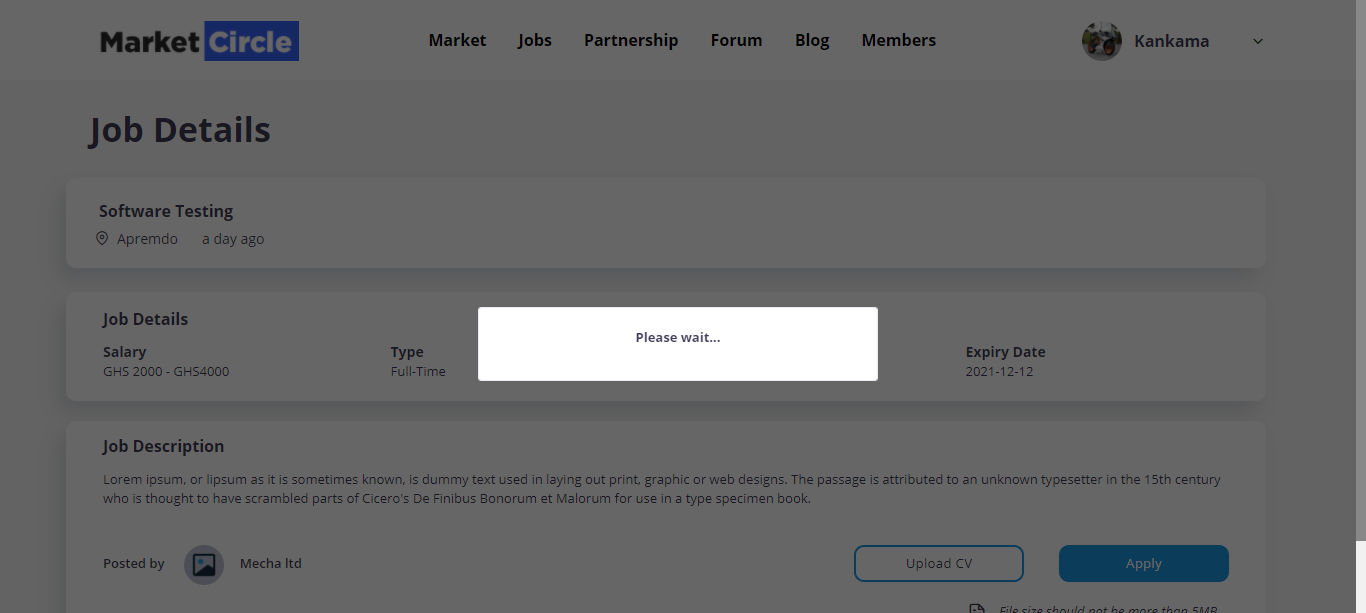 Market Circle
Market Jobs Partnership Forum Blog Members
Kankama
Job Details
Software Testing
Apremdo a day ago
Job Details
Salary Type Expiry Date
GHS 2000 - GHS4000 Full-Time 2021-12-12
Please wait...
Job Description
Lorem ipsum, or lipsum as it is sometimes known, is dummy text used in laying out print, graphic or web designs. The passage is attributed to an unknown typesetter in the 15th century
who is thought to have scrambled parts of Cicero's De Finibus Bonorum et Malorum for use in a type specimen book.
Posted by Mecha ltd
Upload CV Apply
File size should not be more than 5MB